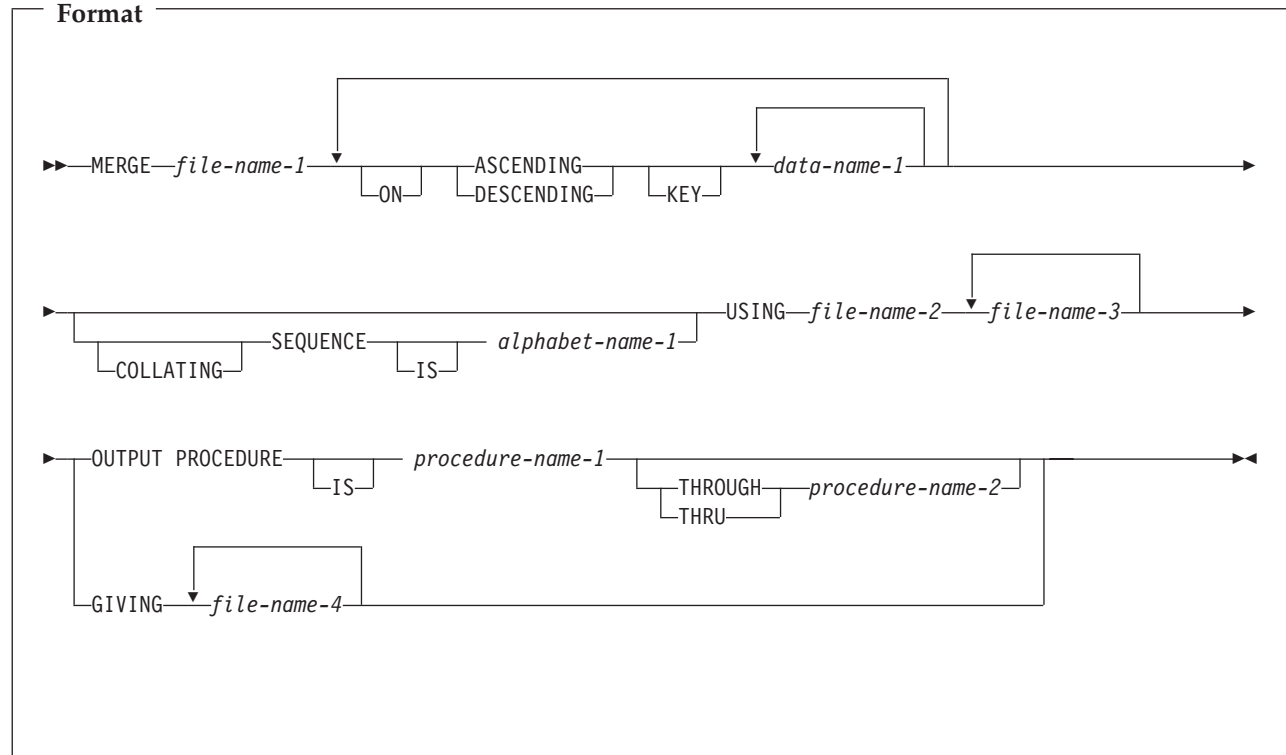 Format
MERGE file-name-1 ASCENDING data-name-1
ON DESCENDING KEY
USING file-name-2 file-name-3
SEQUENCE alphabet-name-1
COLLATING IS
OUTPUT PROCEDURE procedure-name-1
IS THROUGH procedure-name-2
THRU
GIVING file-name-4